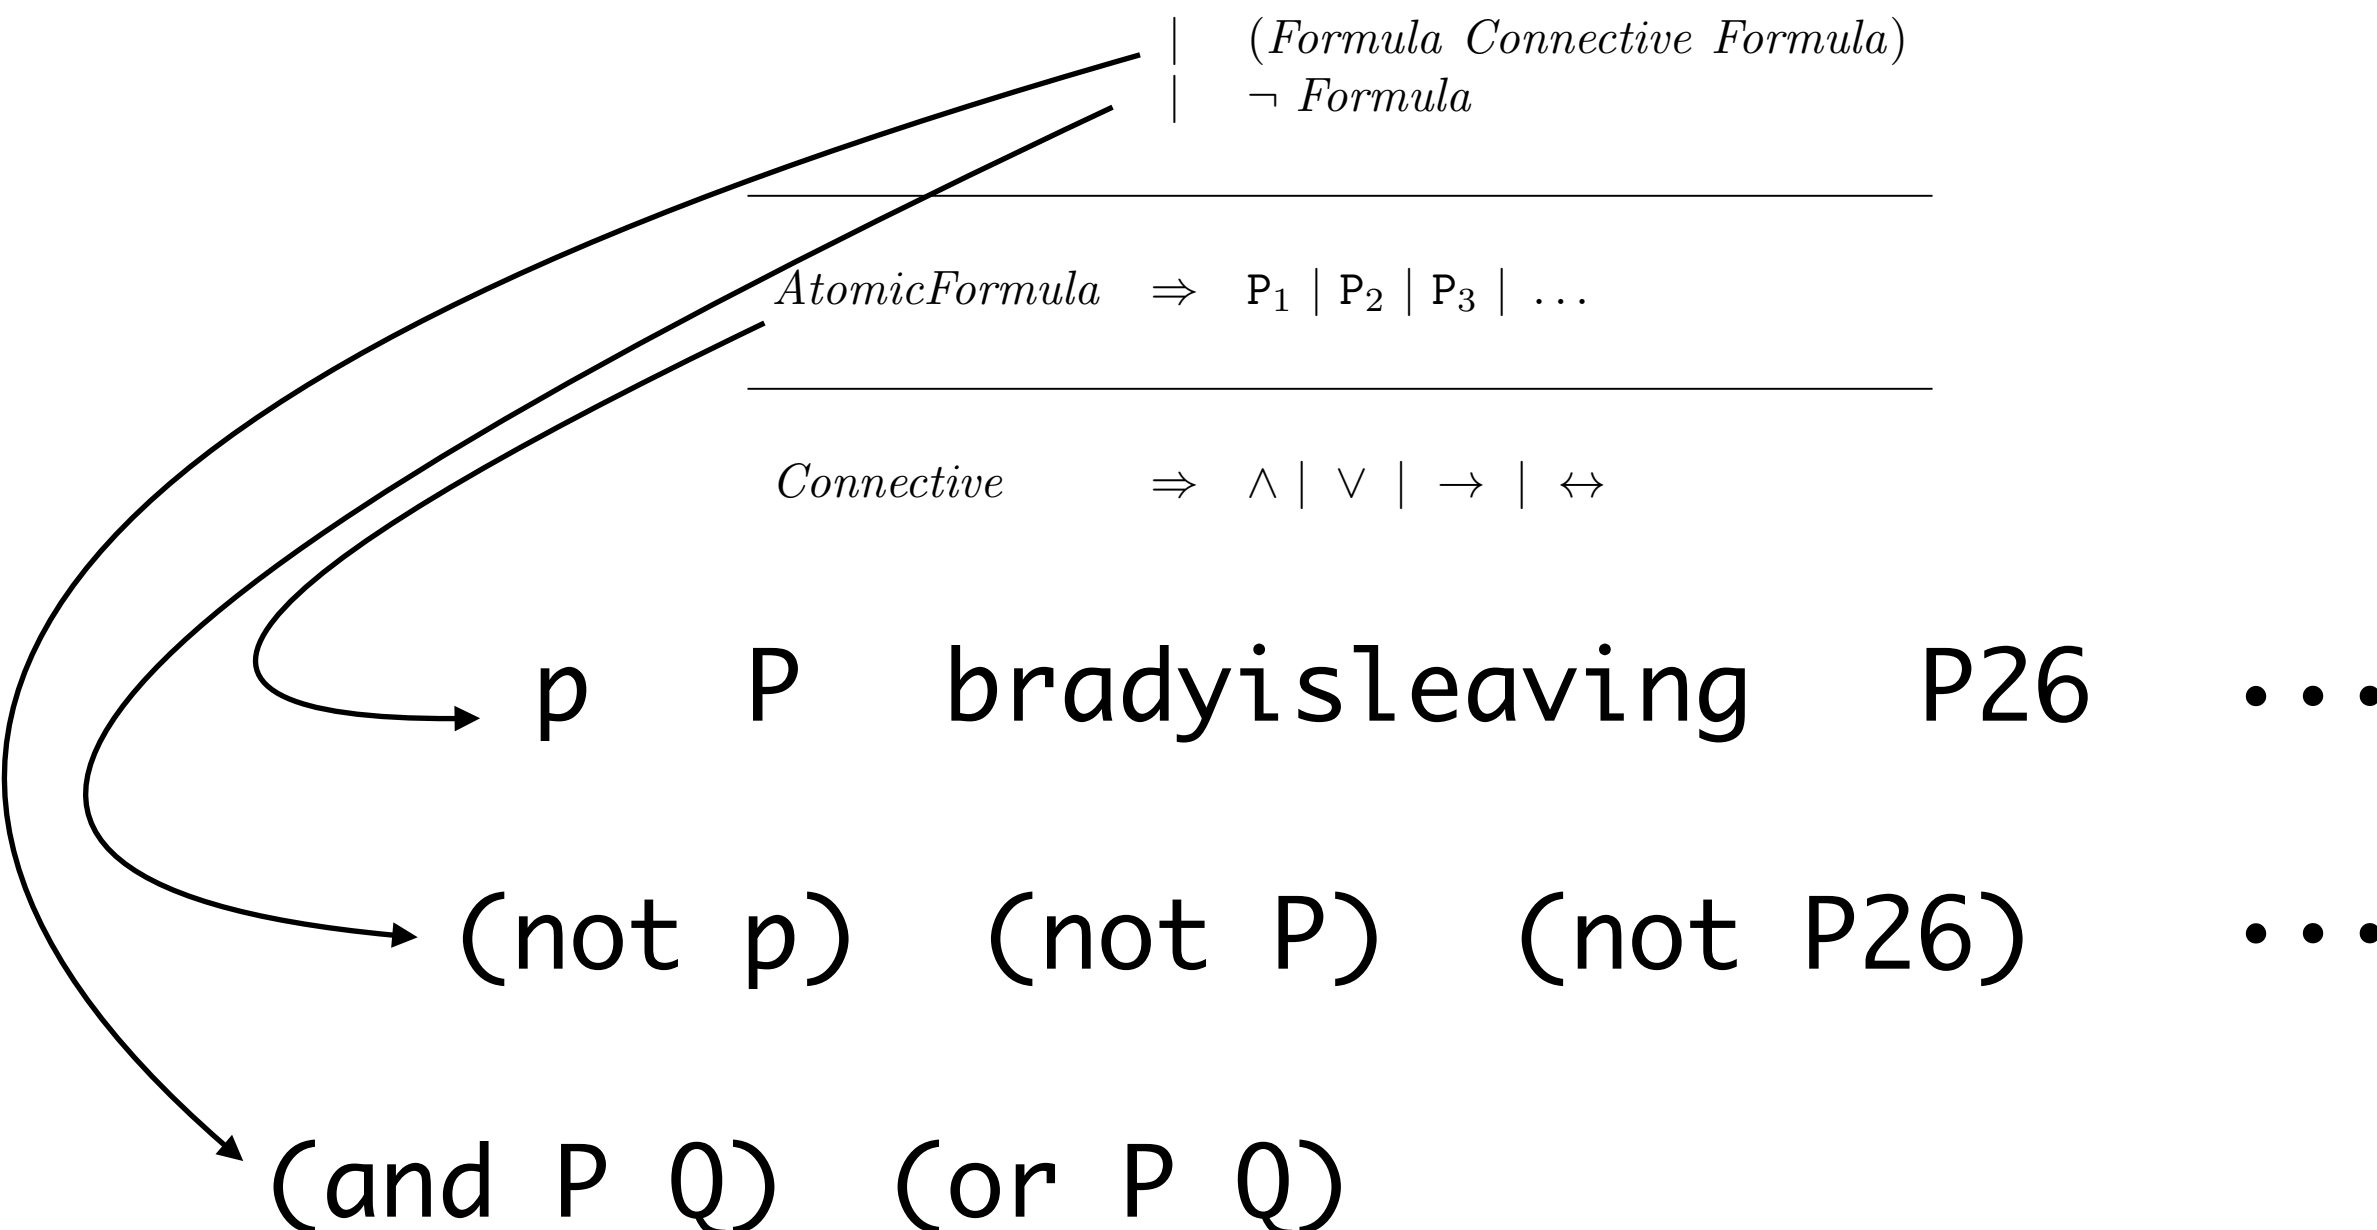 | (Formula Connective Formula)
| ¬ Formula
AtomicFormula ⇒ P₁ | P₂ | P₃ | …
Connective ⇒ ∧ | ∨ | → | ↔
p P bradyisleaving P26 ...
(not p) (not P) (not P26) ...
(and P Q) (or P Q)